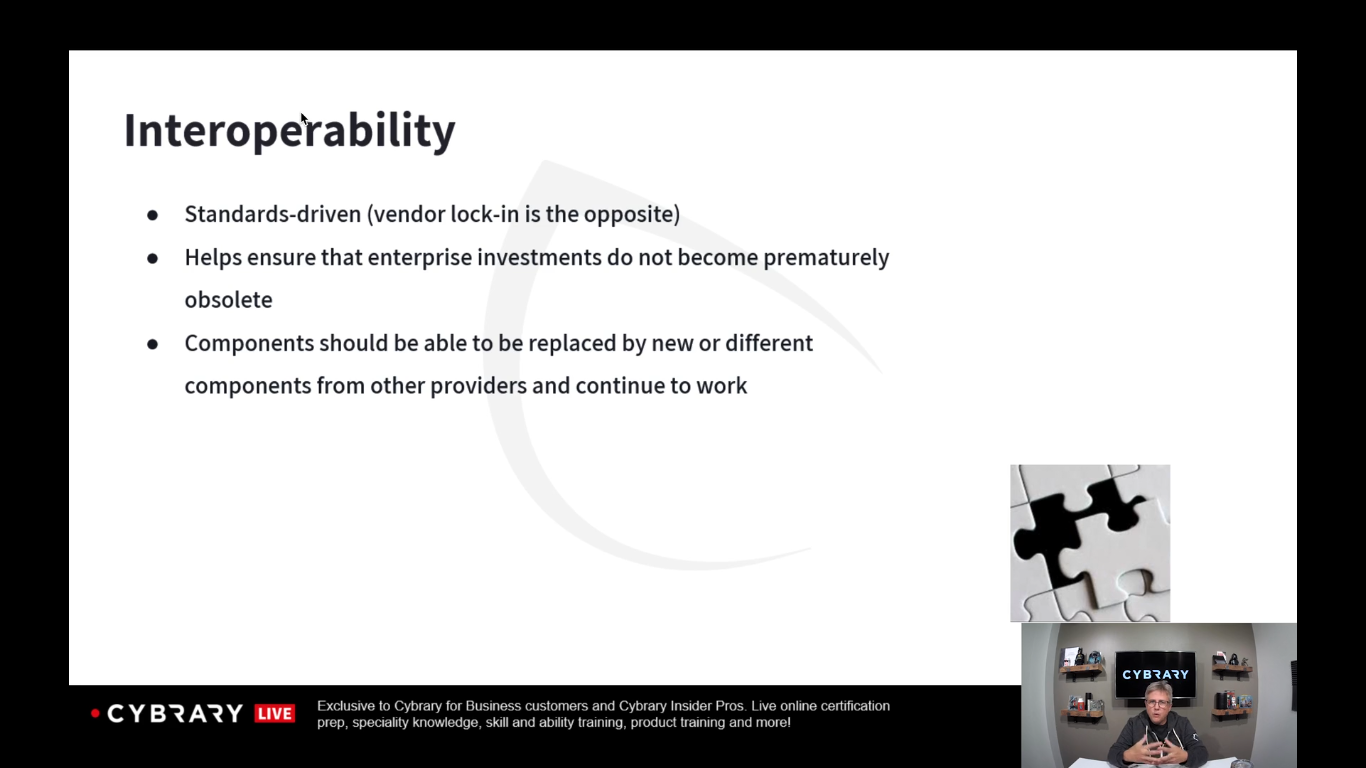 Interoperability
● Standards-driven (vendor lock-in is the opposite)
● Helps ensure that enterprise investments do not become prematurely
obsolete
● Components should be able to be replaced by new or different
components from other providers and continue to work
CYBRARY
CYBRARY LIVE
Exclusive to Cybrary for Business customers and Cybrary Insider Pros. Live online certification
prep, speciality knowledge, skill and ability training, product training and more!